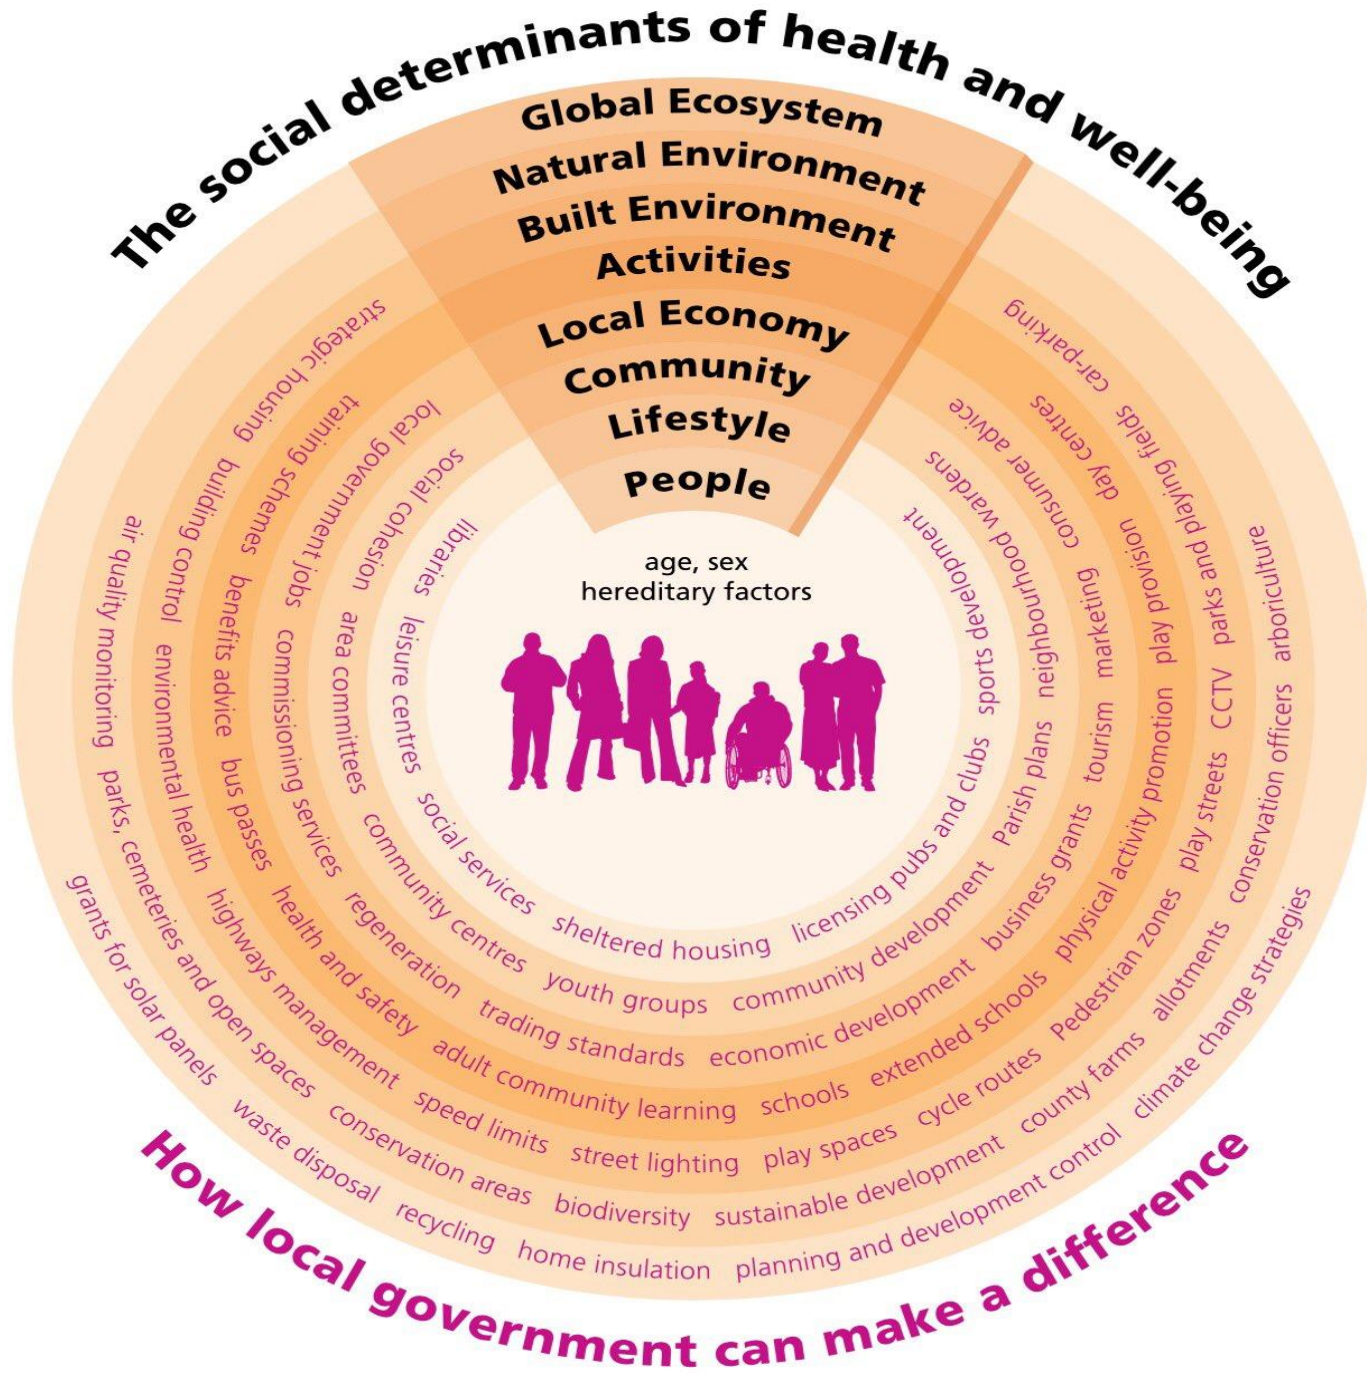 The social determinants of health and well-being
Global Ecosystem
Natural Environment
Built Environment
Activities
Local Economy
Community
Lifestyle
People
age, sex
hereditary factors
libraries leisure centres social services sheltered housing licensing pubs and clubs sports development
social cohesion area committees community centres youth groups community development Parish plans neighbourhood wardens
local government jobs commissioning services regeneration trading standards economic development business grants tourism marketing consumer advice
training schemes benefits advice bus passes health and safety adult community learning schools extended schools physical activity promotion play provision day centres
strategic housing building control environmental health highways management speed limits street lighting play spaces cycle routes Pedestrian zones play streets CCTV parks and playing fields car-parking
air quality monitoring parks, cemeteries and open spaces conservation areas biodiversity sustainable development county farms allotments conservation officers arboriculture
grants for solar panels waste disposal recycling home insulation planning and development control climate change strategies
How local government can make a difference